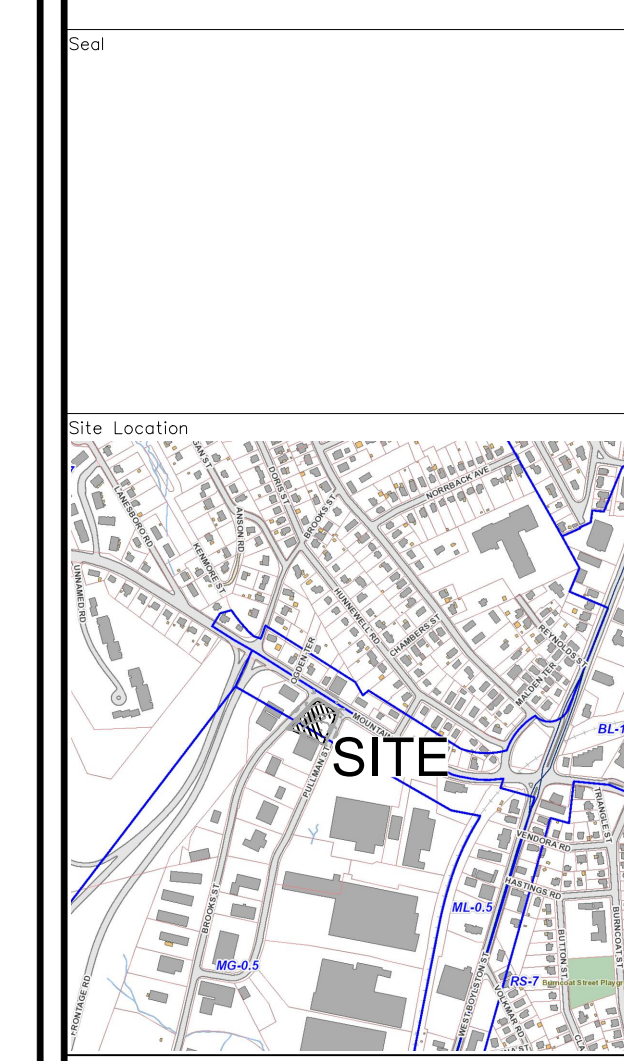 Seal
Site Location
LANESBORO RD
DORIS ST
BROOKS ST
NORRBACK AVE
ANSON RD
KENMORE ST
UNNAMED RD
HUNNEWELL RD
CHAMBERS ST
REYNOLDS ST
OGDEN TER
MALDEN TER
MOUNTAI
BL-1
SITE
PULLMAN ST
TRIANGLE ST
VENDORA RD
HASTINGS RD
BROOKS ST
ML-0.5
BURNCOAT ST
BUTTON ST
MG-0.5
WEST BOYLSTON ST
RS-7
Burncoat Street Playgr
FRONTAGE RD
VOLKMAR RD
CLA